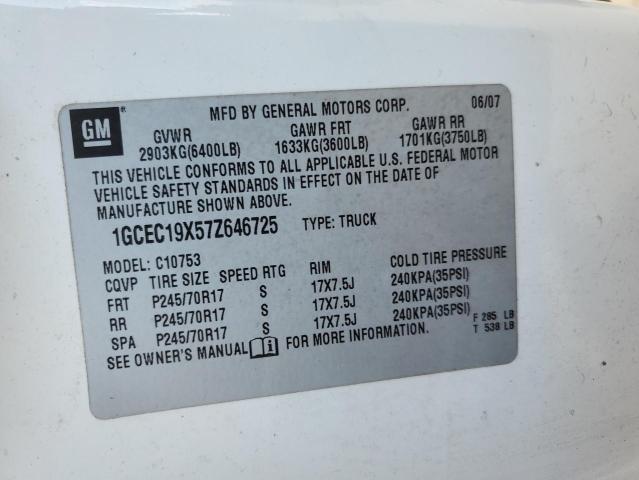 GM
MFD BY GENERAL MOTORS CORP. 06/07
GVWR GAWR FRT GAWR RR
2903KG(6400LB) 1633KG(3600LB) 1701KG(3750LB)
THIS VEHICLE CONFORMS TO ALL APPLICABLE U.S. FEDERAL MOTOR
VEHICLE SAFETY STANDARDS IN EFFECT ON THE DATE OF
MANUFACTURE SHOWN ABOVE.
1GCEC19X57Z646725 TYPE: TRUCK
MODEL: C10753
CQVP TIRE SIZE SPEED RTG RIM COLD TIRE PRESSURE
FRT P245/70R17 S 17X7.5J 240KPA(35PSI)
RR P245/70R17 S 17X7.5J 240KPA(35PSI)
SPA P245/70R17 S 17X7.5J 240KPA(35PSI) F 285 LB
SEE OWNER'S MANUAL i FOR MORE INFORMATION. T 538 LB